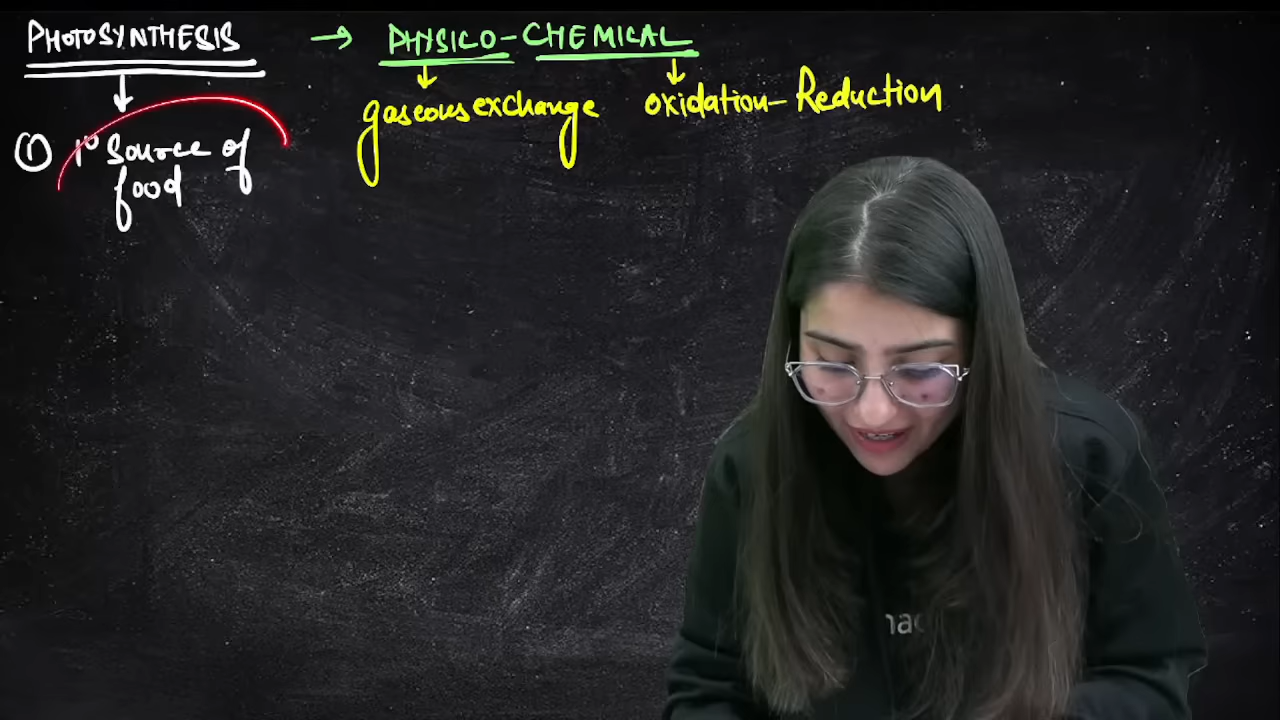 PHOTOSYNTHESIS → PHYSICO-CHEMICAL
gaseous exchange oxidation-Reduction
① 1° Source of
food